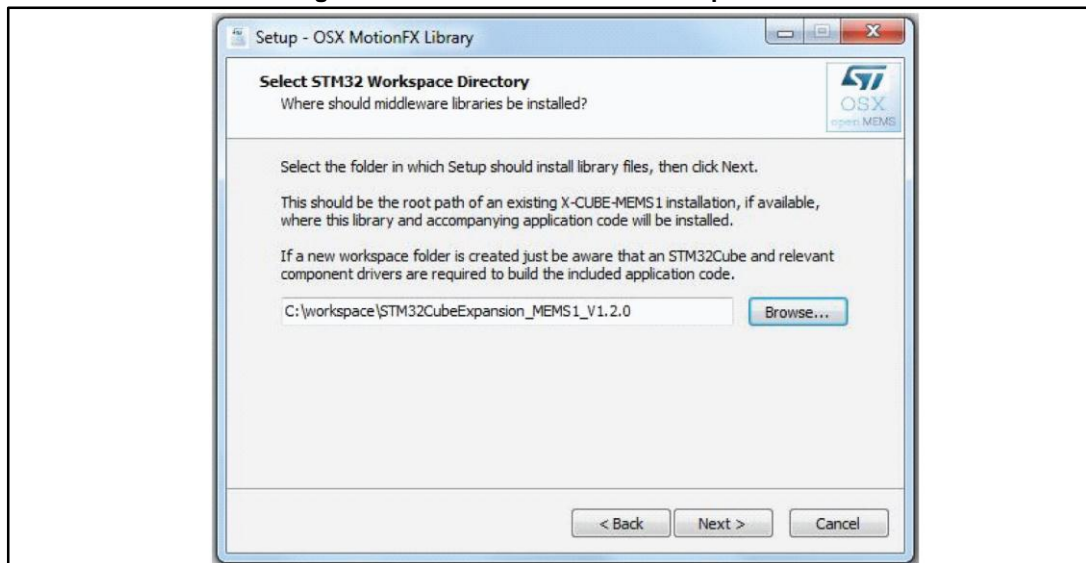 Setup - OSX MotionFX Library
Select STM32 Workspace Directory
Where should middleware libraries be installed?
OSX
open MEMS
Select the folder in which Setup should install library files, then click Next.
This should be the root path of an existing X-CUBE-MEMS1 installation, if available,
where this library and accompanying application code will be installed.
If a new workspace folder is created just be aware that an STM32Cube and relevant
component drivers are required to build the included application code.
C:\workspace\STM32CubeExpansion_MEMS1_V1.2.0
Browse...
< Back Next > Cancel